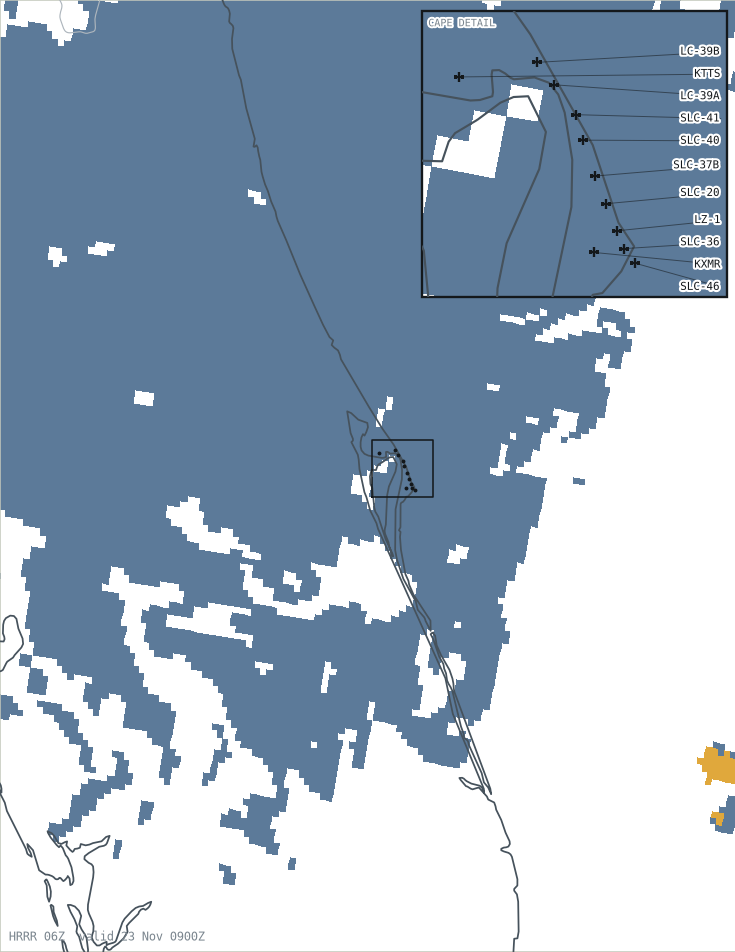 CAPE DETAIL
LC-39B
KTTS
LC-39A
SLC-41
SLC-40
SLC-37B
SLC-20
LZ-1
SLC-36
KXMR
SLC-46
HRRR 06Z valid 23 Nov 0900Z